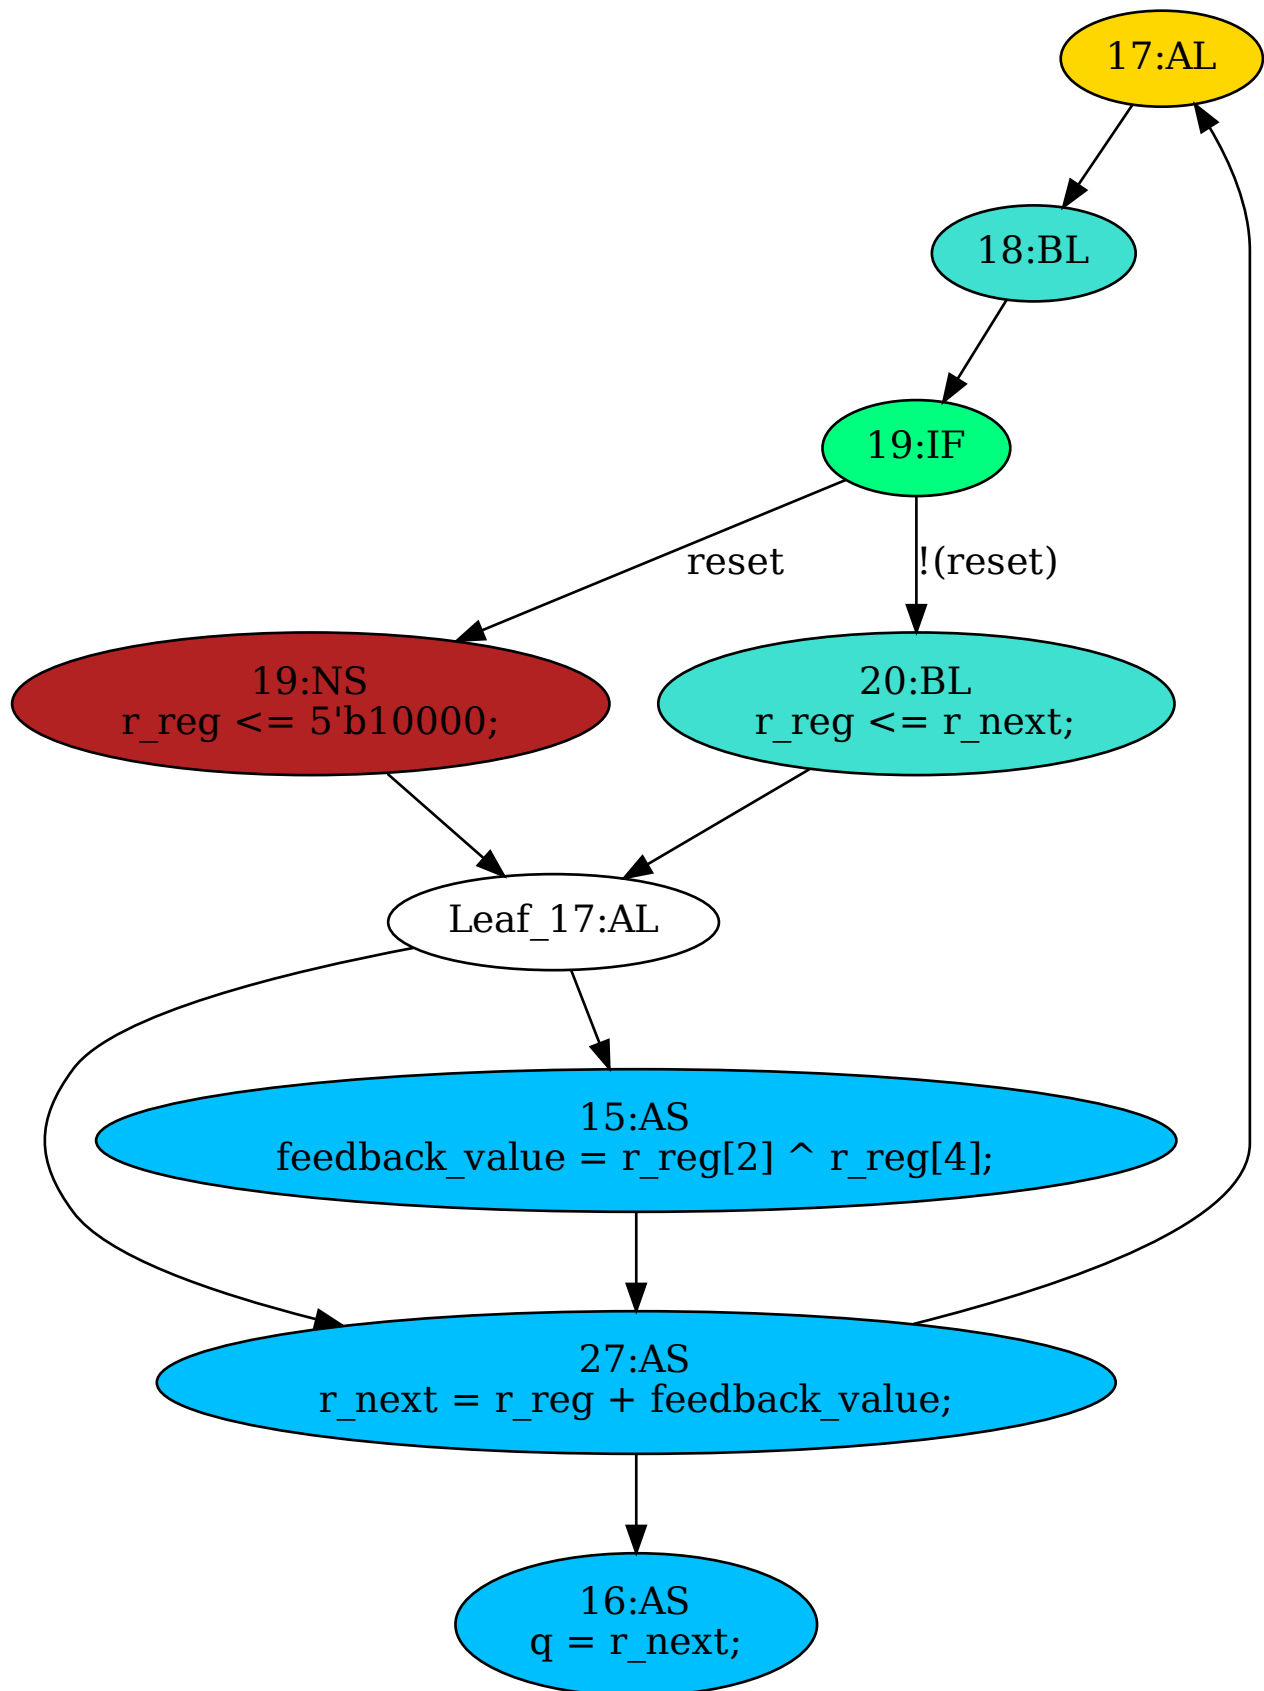 17:AL
18:BL
19:IF
reset
!(reset)
19:NS
r_reg <= 5'b10000;
20:BL
r_reg <= r_next;
Leaf_17:AL
15:AS
feedback_value = r_reg[2] ^ r_reg[4];
27:AS
r_next = r_reg + feedback_value;
16:AS
q = r_next;